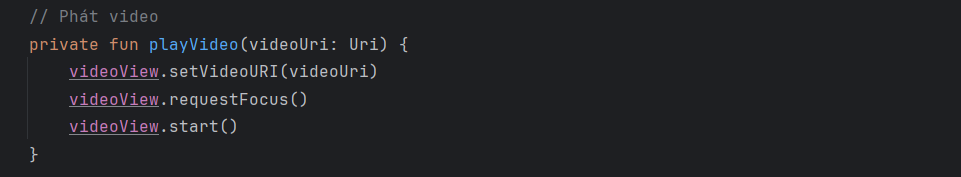 // Phát video
private fun playVideo(videoUri: Uri) {
    videoView.setVideoURI(videoUri)
    videoView.requestFocus()
    videoView.start()
}